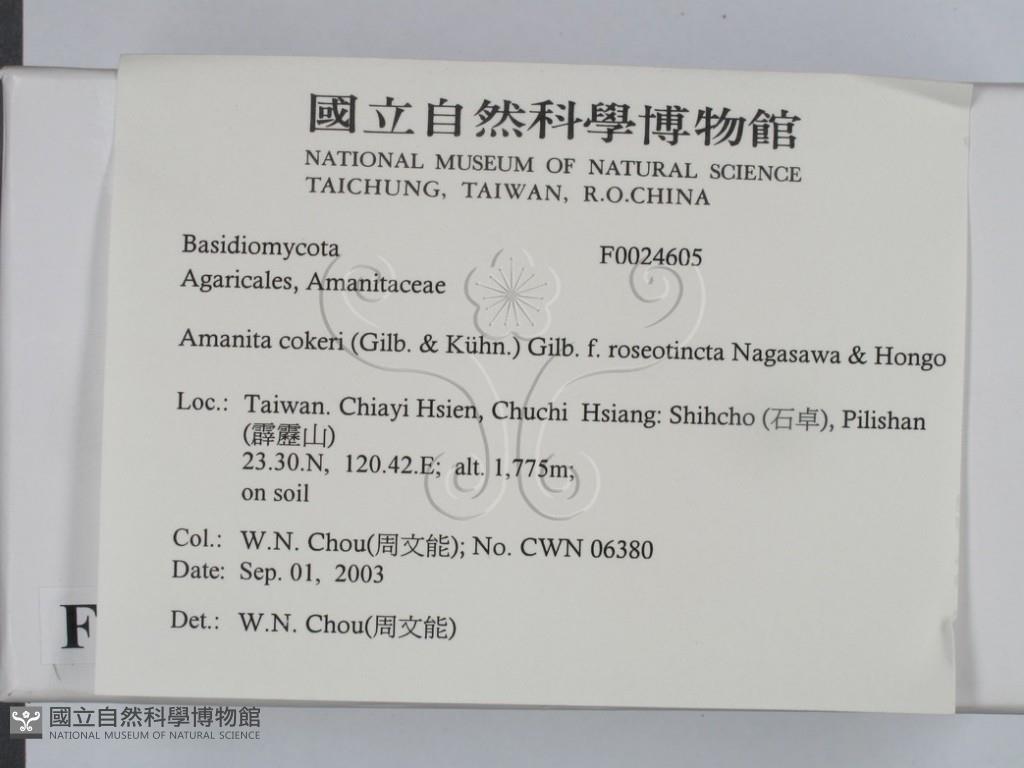 國立自然科學博物館
NATIONAL MUSEUM OF NATURAL SCIENCE
TAICHUNG, TAIWAN, R.O.CHINA
Basidiomycota F0024605
Agaricales, Amanitaceae
Amanita cokeri (Gilb. & Kühn.) Gilb. f. roseotincta Nagasawa & Hongo
Loc.: Taiwan. Chiayi Hsien, Chuchi Hsiang: Shihcho (石卓), Pilishan
(霹靂山)
23.30.N, 120.42.E; alt. 1,775m;
on soil
Col.: W.N. Chou(周文能); No. CWN 06380
Date: Sep. 01, 2003
Det.: W.N. Chou(周文能)
F
國立自然科學博物館
NATIONAL MUSEUM OF NATURAL SCIENCE